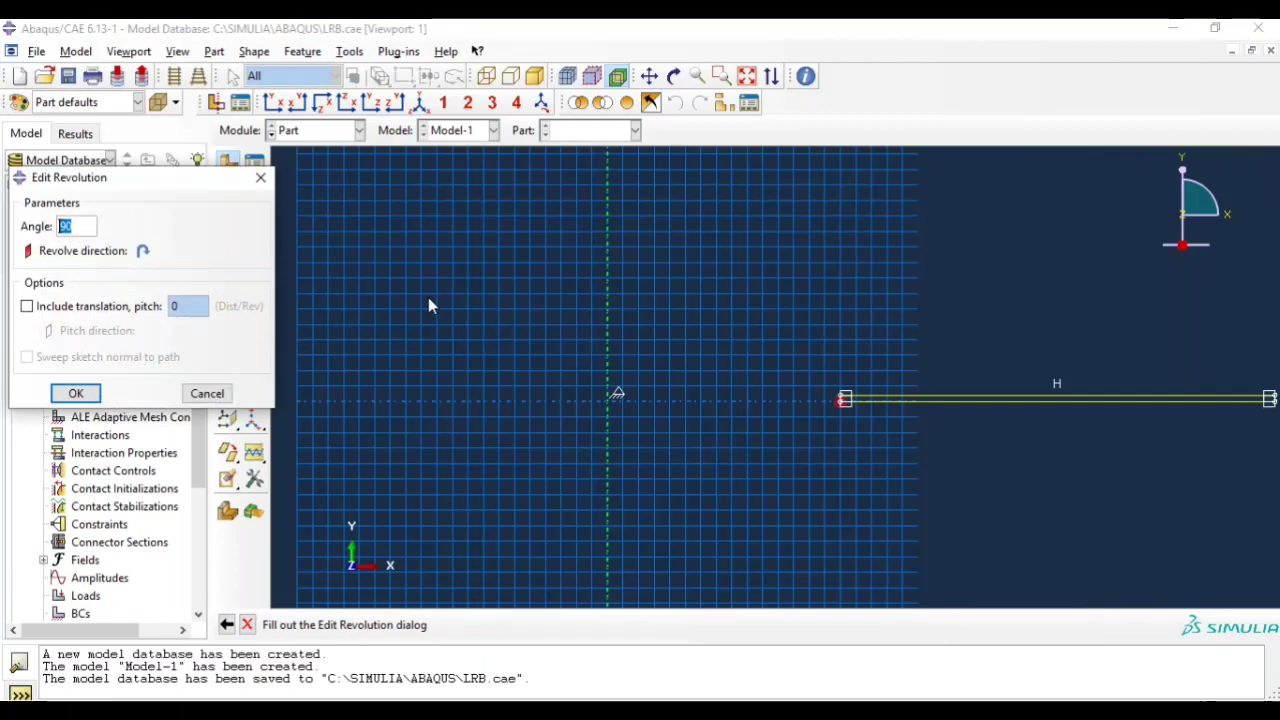 Abaqus/CAE 6.13-1 - Model Database: C:\SIMULIA\ABAQUS\LRB.cae [Viewport: 1]
File Model Viewport View Part Shape Feature Tools Plug-ins Help
All
Part defaults
1 2 3 4
Model Results
Module: Part Model: Model-1 Part:
Model Database
Edit Revolution
Parameters
Angle: 90
Revolve direction:
Options
Include translation, pitch: 0 (Dist/Rev)
Pitch direction:
Sweep sketch normal to path
OK Cancel
ALE Adaptive Mesh Con
Interactions
Interaction Properties
Contact Controls
Contact Initializations
Contact Stabilizations
Constraints
Connector Sections
Fields
Amplitudes
Loads
BCs
Y
Z X
H
Y
Z X
Fill out the Edit Revolution dialog
SIMULIA
A new model database has been created.
The model "Model-1" has been created.
The model database has been saved to "C:\SIMULIA\ABAQUS\LRB.cae".
>>>